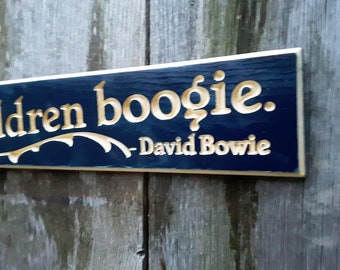 ldren boogie.
-David Bowie